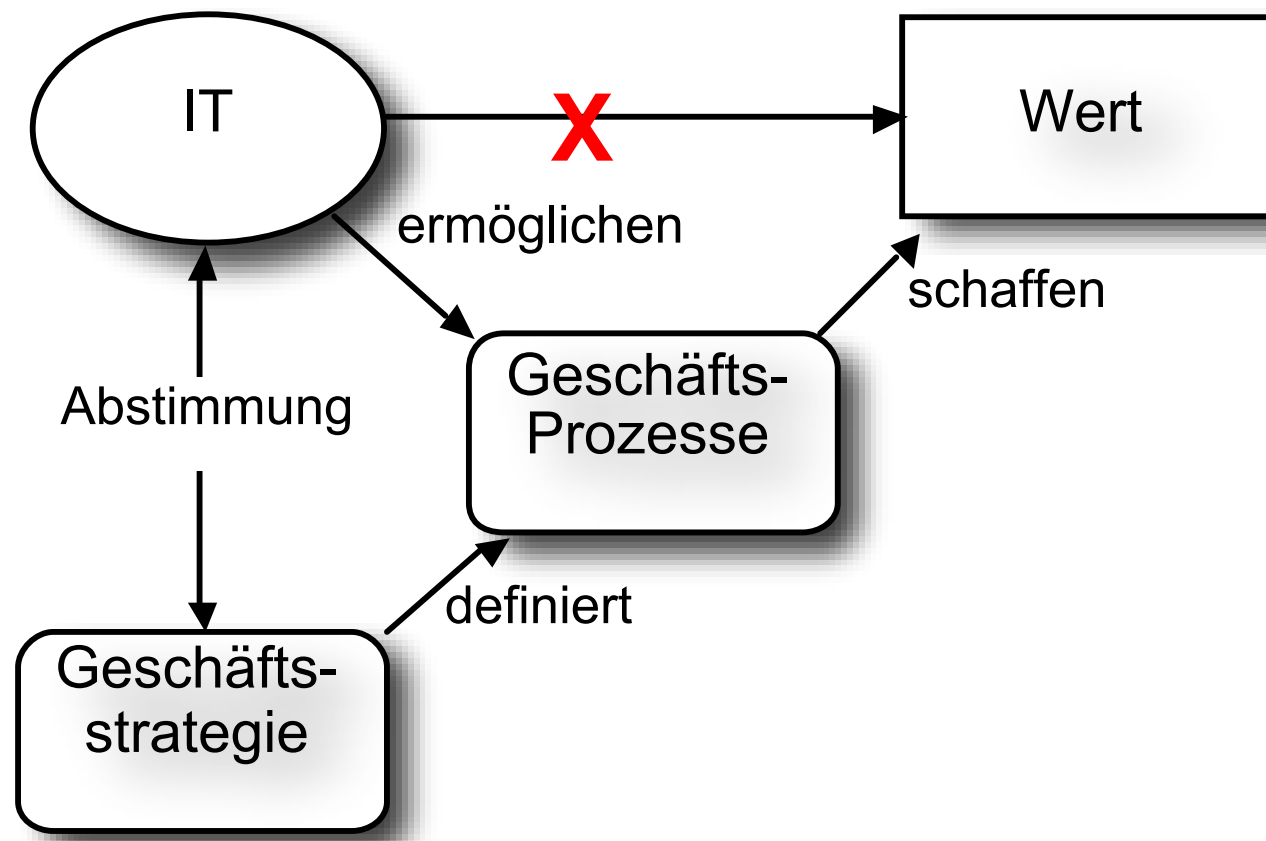 IT
Wert
X
ermöglichen
schaffen
Geschäfts-
Prozesse
Abstimmung
definiert
Geschäfts-
strategie